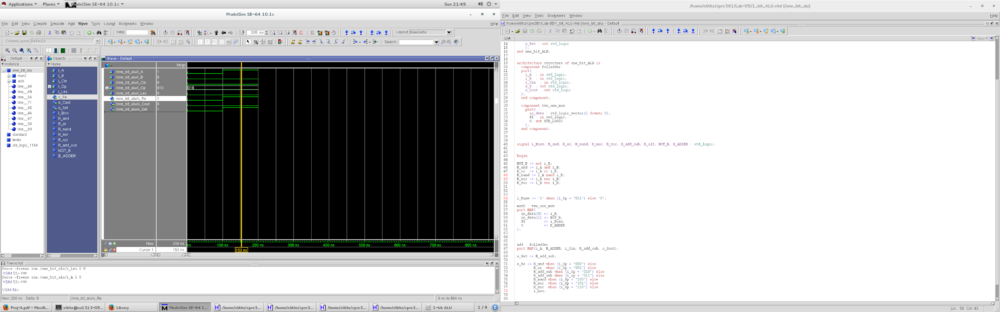 Applications Places ModelSim SE-64 10.1c Sun 21:45
ModelSim SE-64 10.1c
File Edit View Compile Simulate Add Wave Tools Layout Bookmarks Window Help
Help 100 ns Layout Simulate
ColumnLayout Default Search:
- Default
Instance
one_bit_alu
mux2
add
line__48
line__49
line__54
line__71
line__45
line__46
line__47
line__50
line__69
standard
textio
std_logic_1164
Objects
Name
i_A
i_B
i_Cin
i_Op
i_Les
o_Re
o_Cout
o_Set
i_Binv
R_and
R_or
R_nand
R_nor
R_xor
R_add_sub
NOT_B
B_ADDER
Wave - Default
Msgs
/one_bit_alu/i_A 1
/one_bit_alu/i_B 0
/one_bit_alu/i_Cin 0
/one_bit_alu/i_Op 010 010
/one_bit_alu/i_Les 0
/one_bit_alu/o_Re 1
/one_bit_alu/o_Cout 0
/one_bit_alu/o_Set 1
Now 200 ns ns 100 ns 200 ns 300 ns 400 ns 500 ns 600 ns 700 ns 800 ns
Cursor 1 153 ns 153 ns
Transcript
force -freeze sim:/one_bit_alu/i_Les 0 0
VSIM 51> run
force -freeze sim:/one_bit_alu/i_A 1 0
VSIM 53> run
VSIM 54>
Now: 200 ns Delta: 0 /one_bit_alu/o_Re 0 ns to 864 ns
Proj-A.pdf - Mozill... elithz@co1313-05... Library ModelSim SE-64 1... /home/elithz/cpre3... /home/elithz/cpre3... /home/elithz/cpre3... /home/elithz/cpre3... 1-bit ALU 1 / 4 1
/home/elithz/cpre381/Lab-05/1_bit_ALU.vhd (/one_bit_alu)
File Edit View Tools Bookmarks Window Help
/home/elithz/cpre381/Lab-05/1_bit_ALU.vhd (/one_bit_alu) - Default
Ln# Now
14 o_Set : out std_logic
15 );
16 end one_bit_ALU;
17
18
19 architecture structure of one_bit_ALU is
20 component fulladder
21 port(
22 i_A : in std_logic;
23 i_B : in std_logic;
24 i_Cin : in std_logic;
25 o_S : out std_logic;
26 o_Cout :out std_logic
27 );
28 end component;
29
30 component two_one_mux
31 port(
32 in_data : std_logic_vector(1 downto 0);
33 S1 : in std_logic;
34 O: out STD_LOGIC
35 );
36 end component;
37
38
39
40 signal i_Binv, R_and, R_or, R_nand, R_nor, R_xor, R_add_sub, R_slt, NOT_B, B_ADDER : std_logic;
41
42
43 begin
44
45 NOT_B <= not i_B;
46 R_and <= i_A and i_B;
47 R_or <= i_A or i_B;
48 R_nand <= i_A nand i_B;
49 R_nor <= i_A nor i_B;
50 R_xor <= i_A xor i_B;
51
52
53
54 i_Binv <= '1' when (i_Op = "011") else '0';
55
56 mux2 : two_one_mux
57 port MAP(
58 in_data(0) => i_B,
59 in_data(1) => NOT_B,
60 S1 => i_Binv,
61 O => B_ADDER
62 );
63
64
65
66 add : fulladder
67 port MAP(i_A, B_ADDER, i_Cin, R_add_sub, o_Cout);
68
69 o_Set <= R_add_sub;
70
71 o_Re <= R_and when (i_Op = "000") else
72 R_or when (i_Op = "001") else
73 R_add_sub when (i_Op = "010") else
74 R_add_sub when (i_op = "011") else
75 R_nand when (i_Op = "100") else
76 R_nor when (i_Op = "101") else
77 R_xor when (i_Op = "110") else
78 i_Les;
79
80
Ln: 54 Col: 43